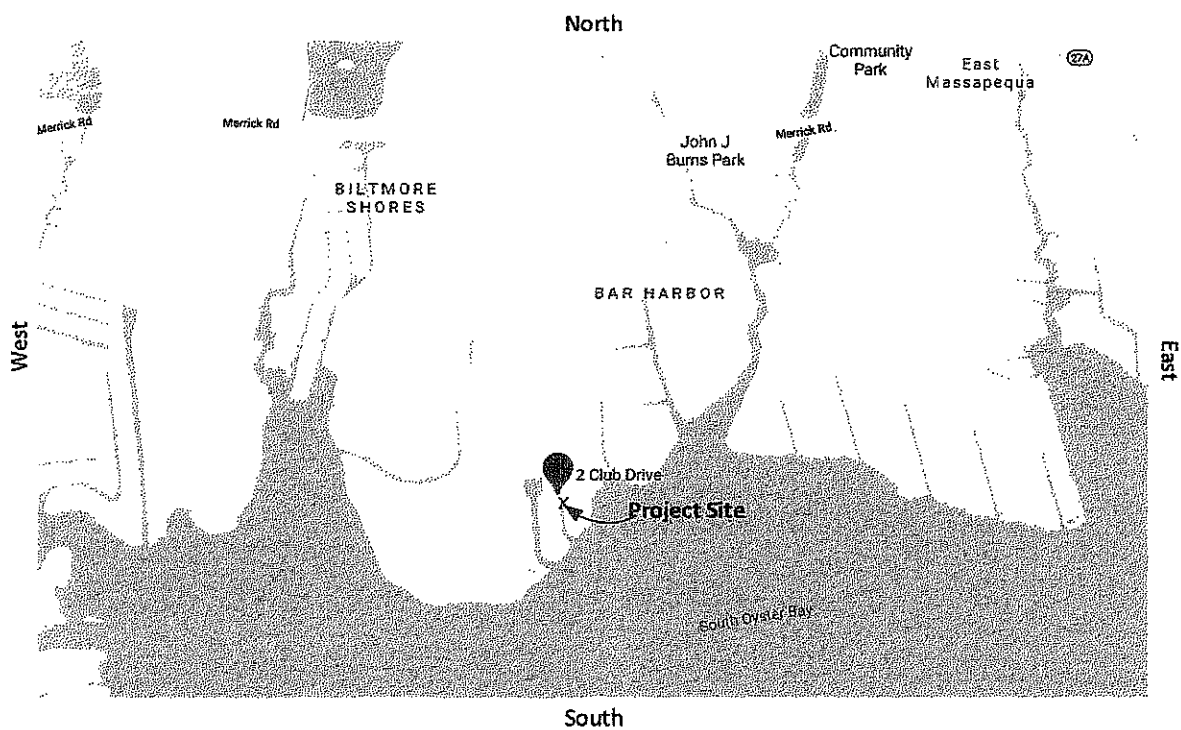 North
Community
Park
East
Massapequa
27A
Merrick Rd
Merrick Rd
Merrick Rd
John J
Burns Park
BILTMORE
SHORES
BAR HARBOR
West
East
2 Club Drive
Project Site
South Oyster Bay
South